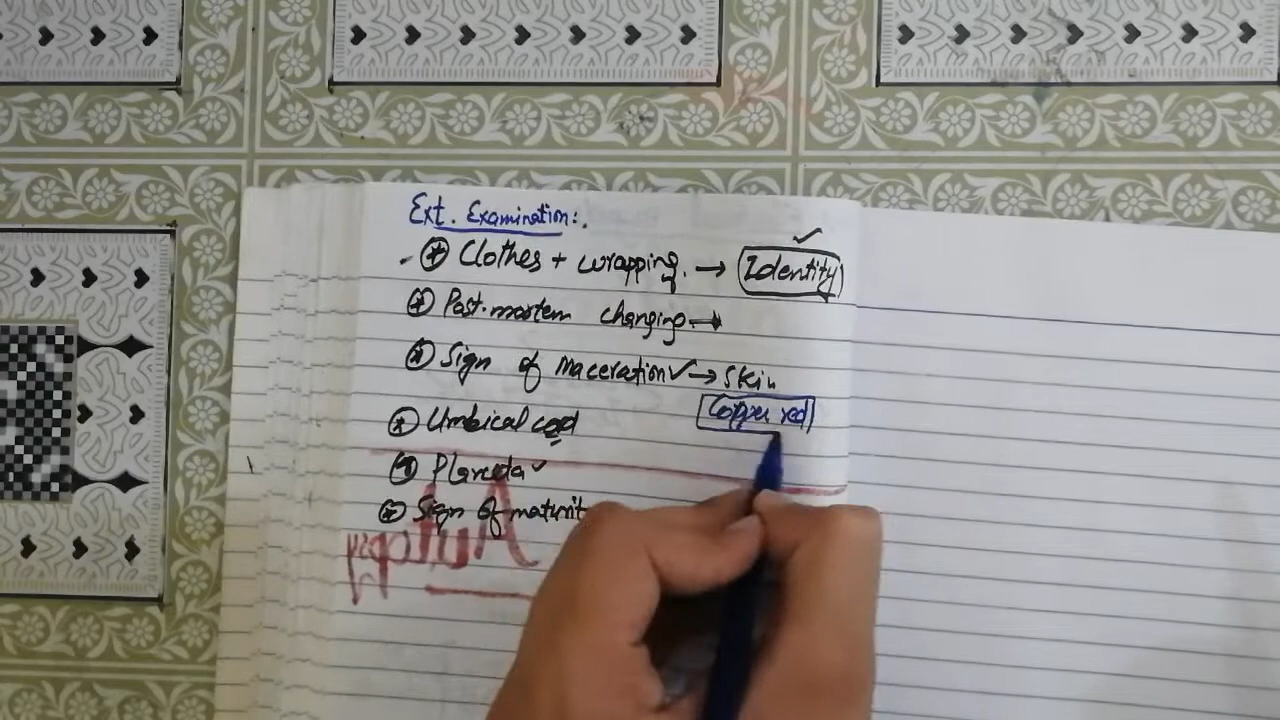 Ext. Examination:.
Clothes + wrapping. → Identity ✓
Post-mortem changing →
Sign of maceration ✓ → Skin
Copper red
Umbical cord
Placenta ✓
Sign of maturit